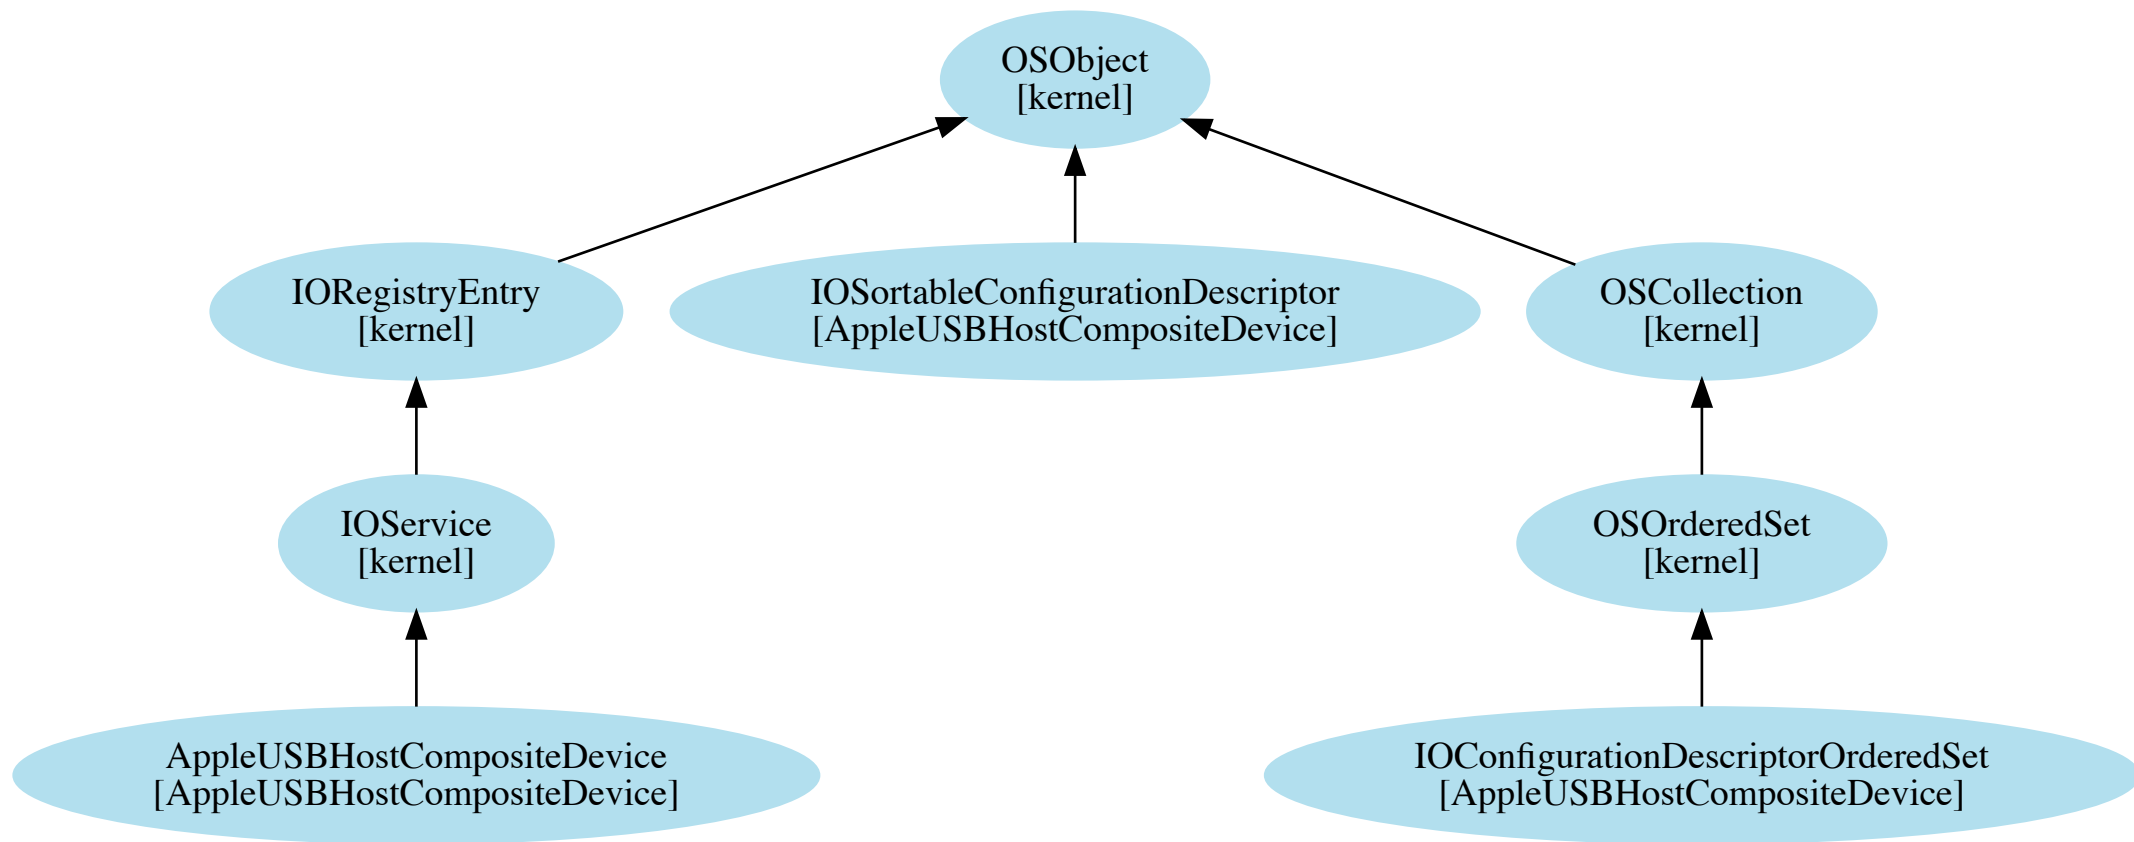 OSObject
[kernel]
IORegistryEntry
[kernel]
IOSortableConfigurationDescriptor
[AppleUSBHostCompositeDevice]
OSCollection
[kernel]
IOService
[kernel]
OSOrderedSet
[kernel]
AppleUSBHostCompositeDevice
[AppleUSBHostCompositeDevice]
IOConfigurationDescriptorOrderedSet
[AppleUSBHostCompositeDevice]